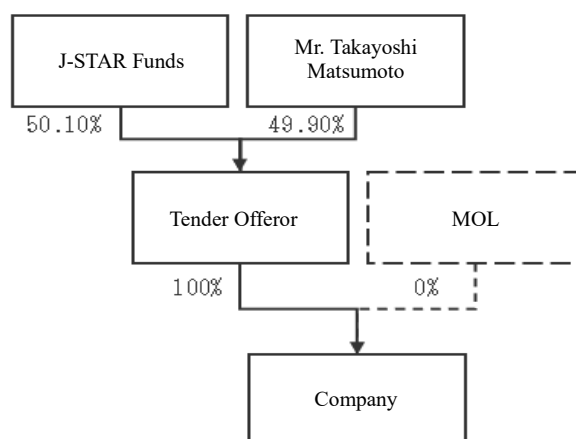 J-STAR Funds
Mr. Takayoshi
Matsumoto
50.10%
49.90%
Tender Offeror
MOL
100%
0%
Company